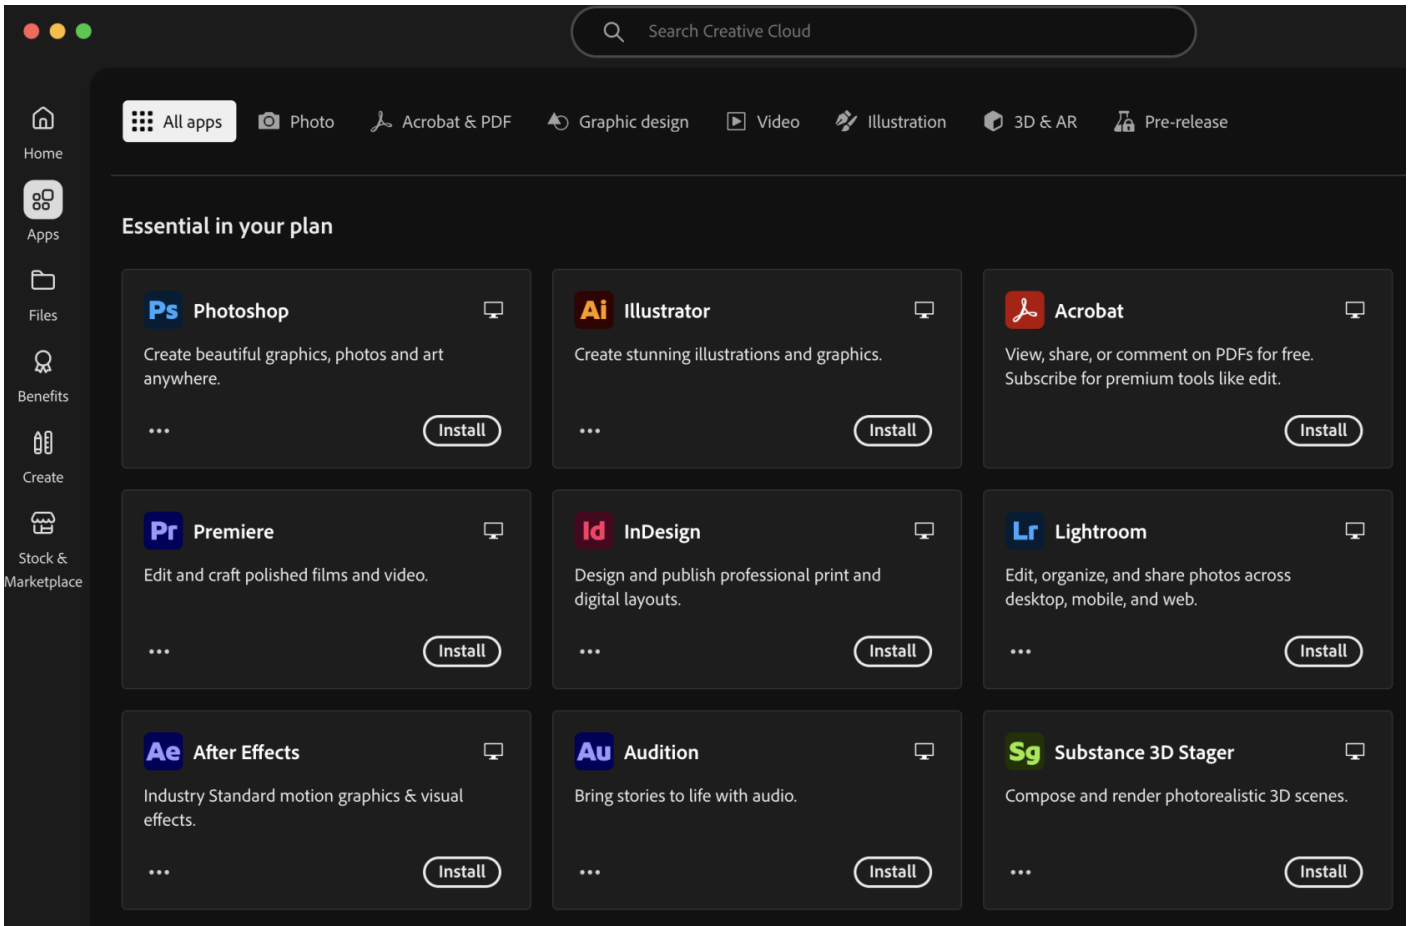 Search Creative Cloud
All apps
Photo
Acrobat & PDF
Graphic design
Video
Illustration
3D & AR
Pre-release
Home
Apps
Files
Benefits
Create
Stock &
Marketplace
Essential in your plan
Ps
Photoshop
Create beautiful graphics, photos and art
anywhere.
Install
Ai
Illustrator
Create stunning illustrations and graphics.
Install
Acrobat
View, share, or comment on PDFs for free.
Subscribe for premium tools like edit.
Install
Pr
Premiere
Edit and craft polished films and video.
Install
Id
InDesign
Design and publish professional print and
digital layouts.
Install
Lr
Lightroom
Edit, organize, and share photos across
desktop, mobile, and web.
Install
Ae
After Effects
Industry Standard motion graphics & visual
effects.
Install
Au
Audition
Bring stories to life with audio.
Install
Sg
Substance 3D Stager
Compose and render photorealistic 3D scenes.
Install